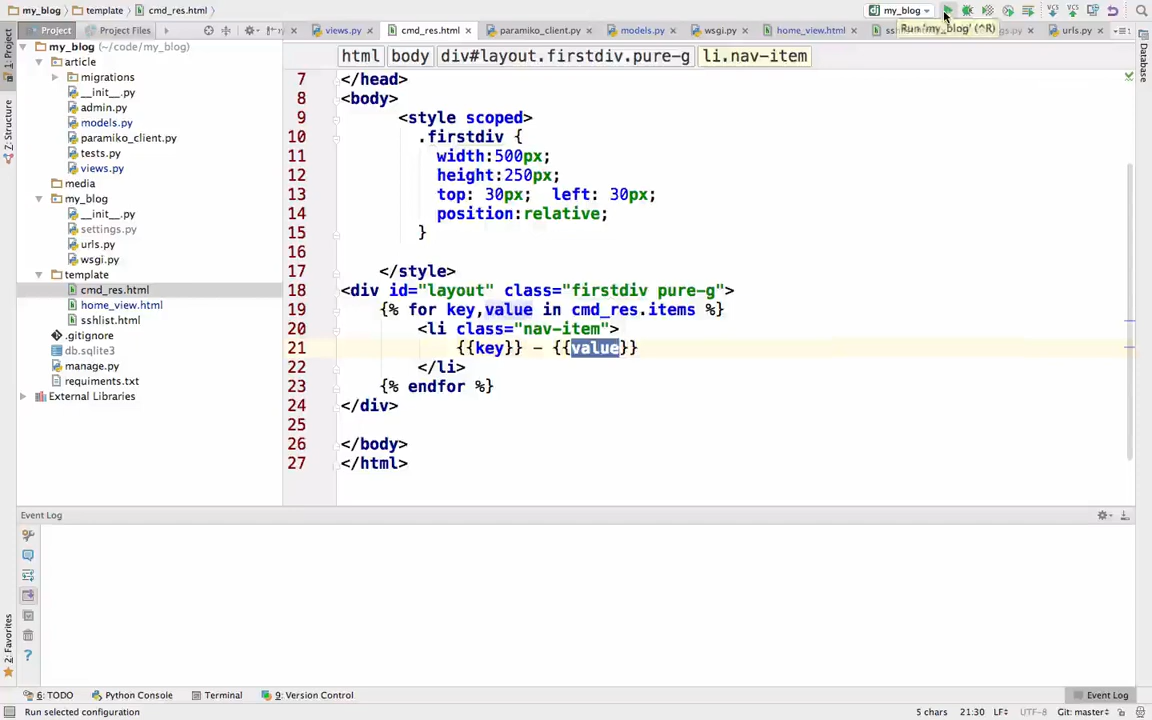 my_blog template cmd_res.html my_blog
Run 'my_blog' (^R)
Project Project Files views.py cmd_res.html paramiko_client.py models.py wsgi.py home_view.html urls.py
my_blog ~/code/my_blog
article
migrations
__init__.py
admin.py
models.py
paramiko_client.py
tests.py
views.py
media
my_blog
__init__.py
settings.py
urls.py
wsgi.py
template
cmd_res.html
home_view.html
sshlist.html
.gitignore
db.sqlite3
manage.py
requiments.txt
External Libraries
html body div#layout.firstdiv.pure-g li.nav-item
7 </head>
8 <body>
9 <style scoped>
10 .firstdiv {
11 width:500px;
12 height:250px;
13 top: 30px; left: 30px;
14 position:relative;
15 }
16
17 </style>
18 <div id="layout" class="firstdiv pure-g">
19 {% for key,value in cmd_res.items %}
20 <li class="nav-item">
21 {{key}} - {{value}}
22 </li>
23 {% endfor %}
24 </div>
25
26 </body>
27 </html>
1: Project
7: Structure
2: Favorites
Database
Event Log
6: TODO Python Console Terminal 9: Version Control Event Log
Run selected configuration 5 chars 21:30 LF UTF-8 Git: master